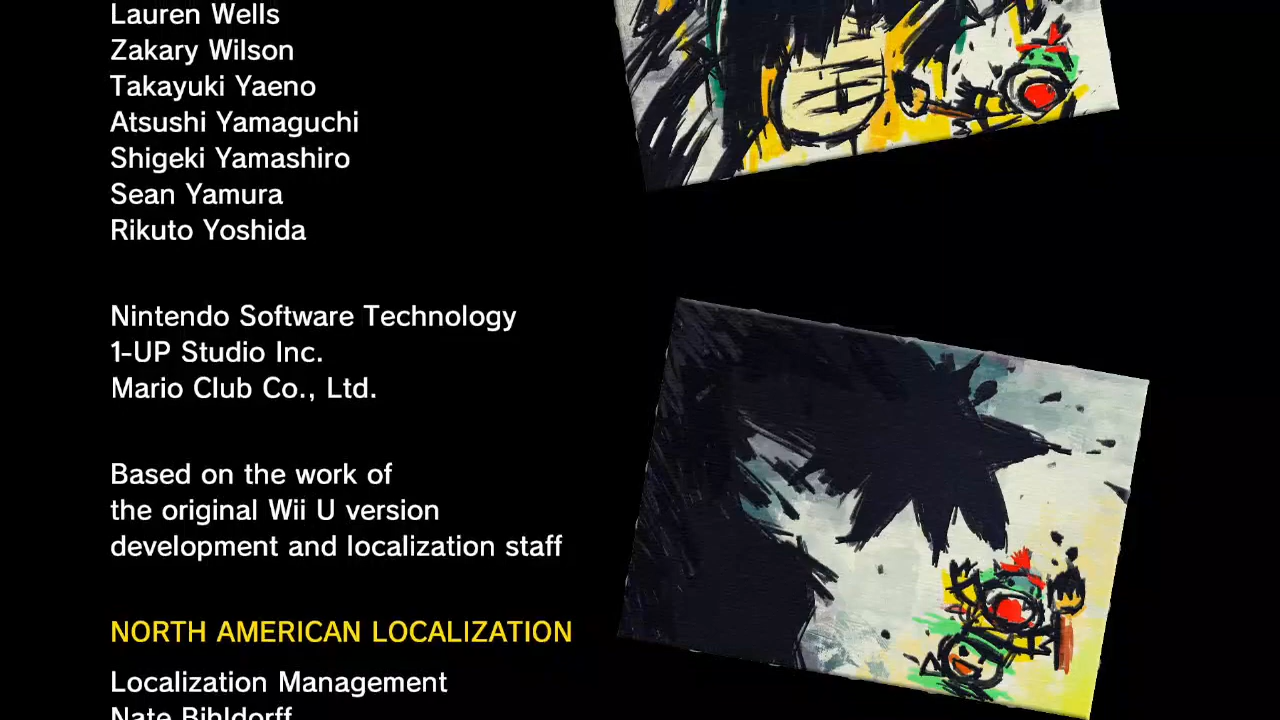 Lauren Wells
Zakary Wilson
Takayuki Yaeno
Atsushi Yamaguchi
Shigeki Yamashiro
Sean Yamura
Rikuto Yoshida
Nintendo Software Technology
1-UP Studio Inc.
Mario Club Co., Ltd.
Based on the work of
the original Wii U version
development and localization staff
NORTH AMERICAN LOCALIZATION
Localization Management
Nate Bihldorff